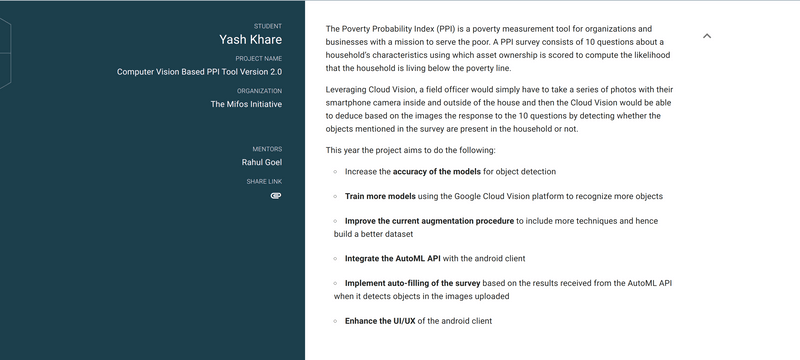 STUDENT
Yash Khare
PROJECT NAME
Computer Vision Based PPI Tool Version 2.0
ORGANIZATION
The Mifos Initiative
MENTORS
Rahul Goel
SHARE LINK
The Poverty Probability Index (PPI) is a poverty measurement tool for organizations and
businesses with a mission to serve the poor. A PPI survey consists of 10 questions about a
household's characteristics using which asset ownership is scored to compute the likelihood
that the household is living below the poverty line.
Leveraging Cloud Vision, a field officer would simply have to take a series of photos with their
smartphone camera inside and outside of the house and then the Cloud Vision would be able
to deduce based on the images the response to the 10 questions by detecting whether the
objects mentioned in the survey are present in the household or not.
This year the project aims to do the following:
○ Increase the accuracy of the models for object detection
○ Train more models using the Google Cloud Vision platform to recognize more objects
○ Improve the current augmentation procedure to include more techniques and hence
build a better dataset
○ Integrate the AutoML API with the android client
○ Implement auto-filling of the survey based on the results received from the AutoML API
when it detects objects in the images uploaded
○ Enhance the UI/UX of the android client